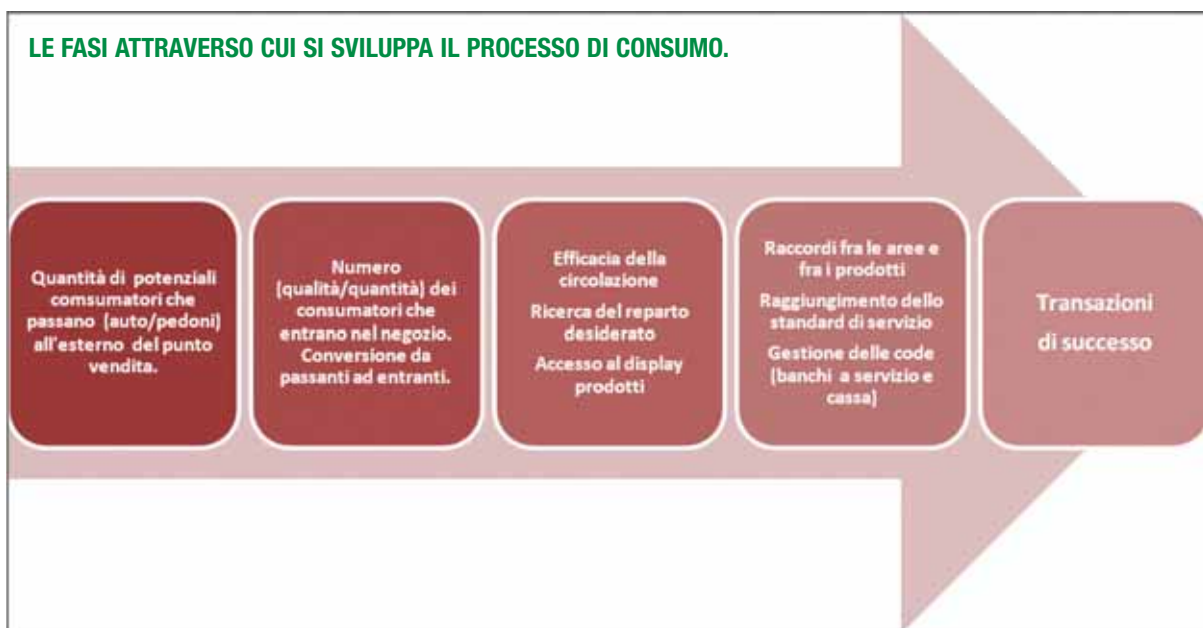 LE FASI ATTRAVERSO CUI SI SVILUPPA IL PROCESSO DI CONSUMO.
Quantità di potenziali
comsumatori che
passano (auto/pedoni)
all'esterno del punto
vendita.
Numero
(qualità/quantità) dei
consumatori che
entrano nel negozio.
Conversione da
passanti ad entranti.
Efficacia della
circolazione
Ricerca del reparto
desiderato
Accesso al display
prodotti
Raccordi fra le aree e
fra i prodotti
Raggiungimento dello
standard di servizio
Gestione delle code
(banchi a servizio e
cassa)
Transazioni
di successo